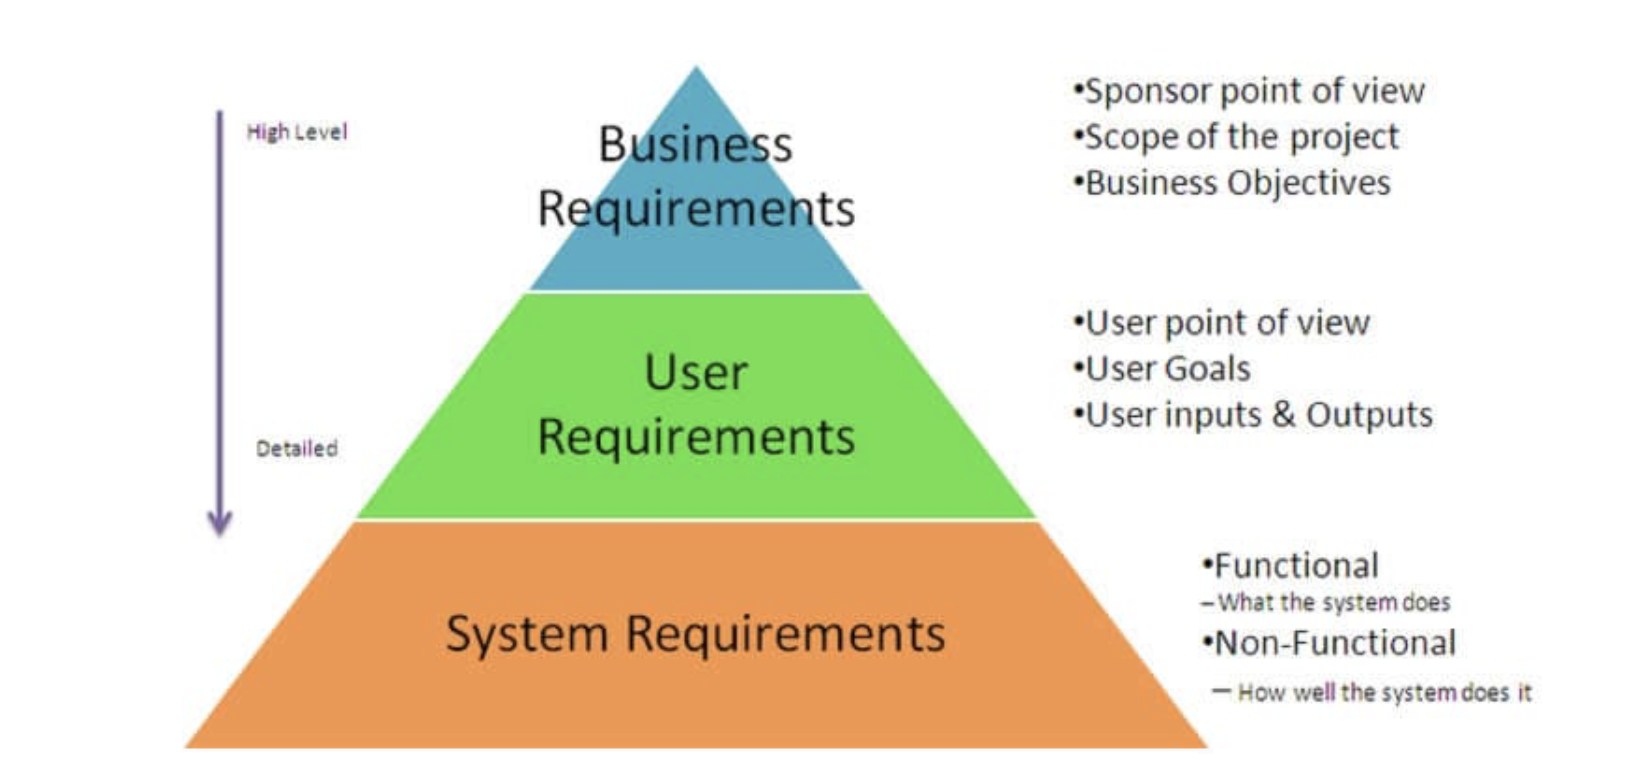 High Level
Detailed
Business
Requirements
User
Requirements
System Requirements
•Sponsor point of view
•Scope of the project
•Business Objectives
•User point of view
•User Goals
•User inputs & Outputs
•Functional
–What the system does
•Non-Functional
— How well the system does it